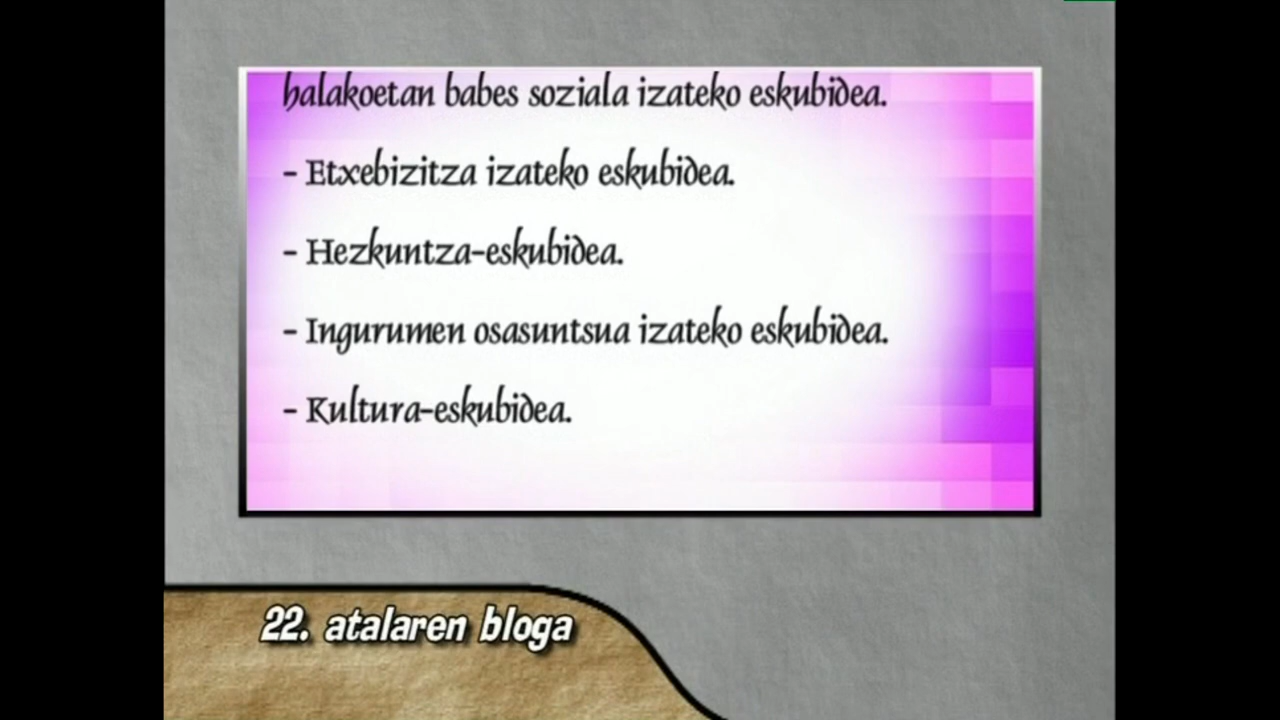 halakoetan babes soziala izateko eskubidea.
- Etxebizitza izateko eskubidea.
- Hezkuntza-eskubidea.
- Ingurumen osasuntsua izateko eskubidea.
- Kultura-eskubidea.
22. atalaren bloga